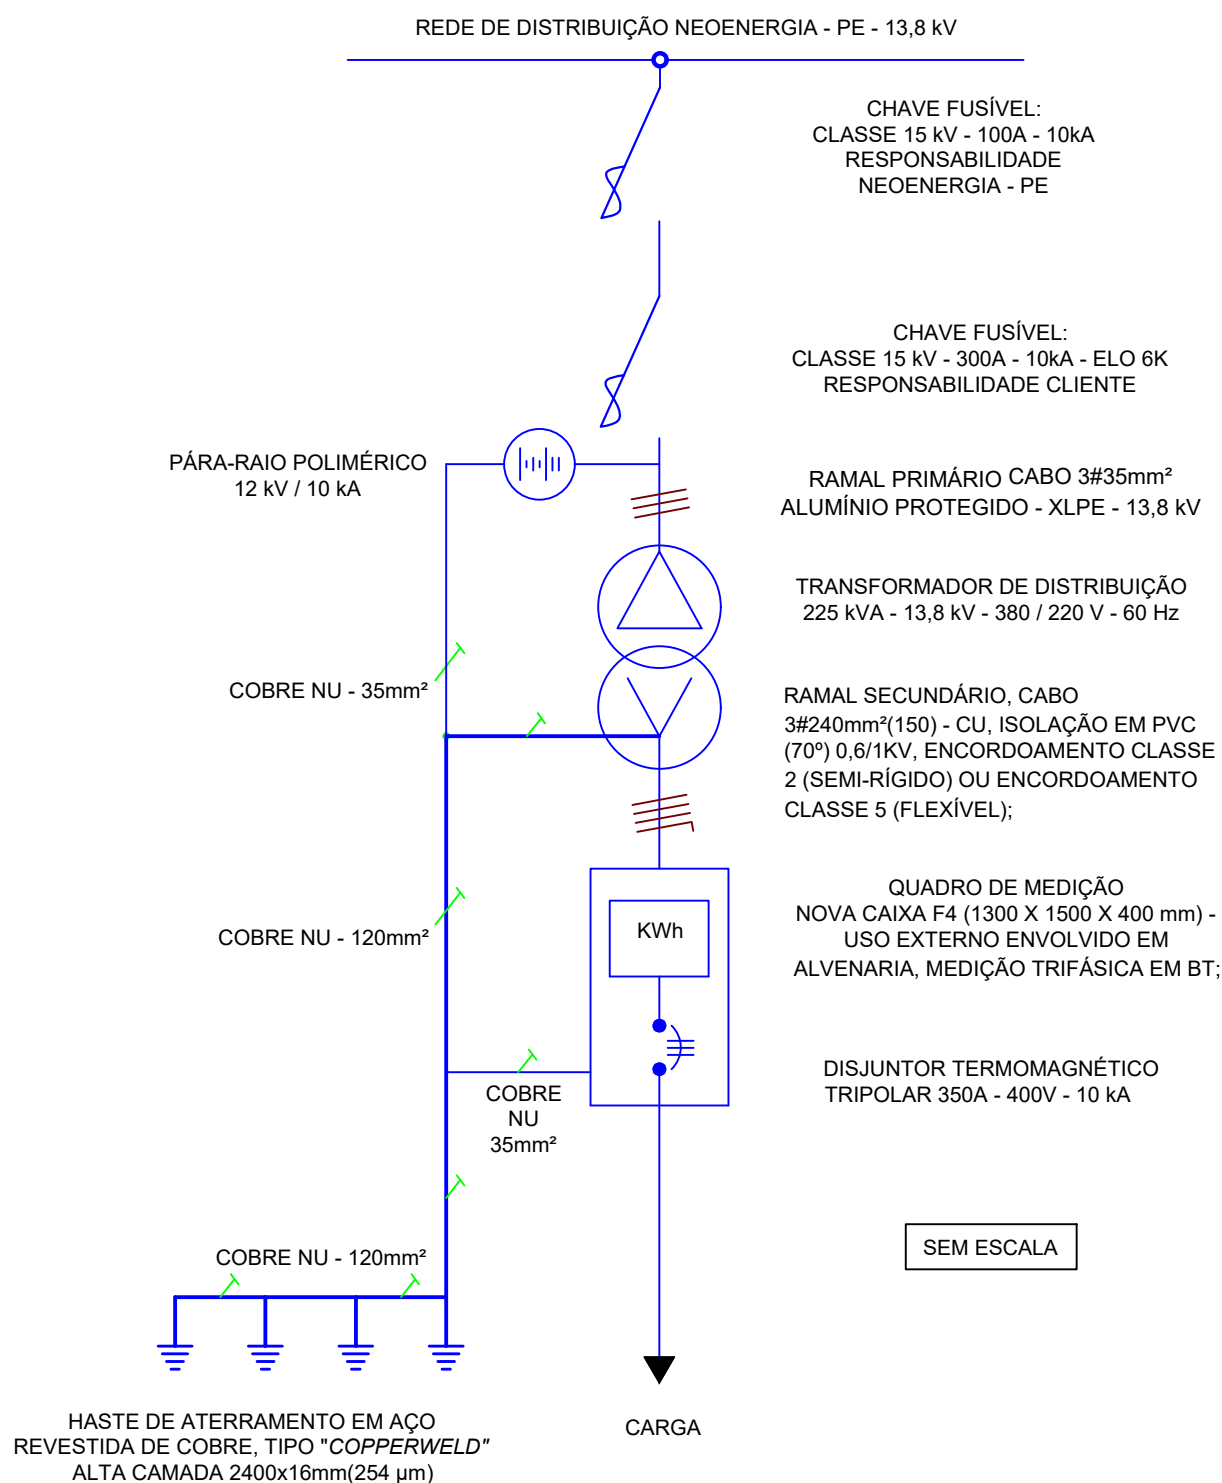 REDE DE DISTRIBUIÇÃO NEOENERGIA - PE - 13,8 kV
CHAVE FUSÍVEL:
CLASSE 15 kV - 100A - 10kA
RESPONSABILIDADE
NEOENERGIA - PE
CHAVE FUSÍVEL:
CLASSE 15 kV - 300A - 10kA - ELO 6K
RESPONSABILIDADE CLIENTE
PÁRA-RAIO POLIMÉRICO
12 kV / 10 kA
RAMAL PRIMÁRIO CABO 3#35mm²
ALUMÍNIO PROTEGIDO - XLPE - 13,8 kV
TRANSFORMADOR DE DISTRIBUIÇÃO
225 kVA - 13,8 kV - 380 / 220 V - 60 Hz
COBRE NU - 35mm²
RAMAL SECUNDÁRIO, CABO
3#240mm²(150) - CU, ISOLAÇÃO EM PVC
(70º) 0,6/1KV, ENCORDOAMENTO CLASSE
2 (SEMI-RÍGIDO) OU ENCORDOAMENTO
CLASSE 5 (FLEXÍVEL);
QUADRO DE MEDIÇÃO
NOVA CAIXA F4 (1300 X 1500 X 400 mm) -
USO EXTERNO ENVOLVIDO EM
ALVENARIA, MEDIÇÃO TRIFÁSICA EM BT;
KWh
COBRE NU - 120mm²
DISJUNTOR TERMOMAGNÉTICO
TRIPOLAR 350A - 400V - 10 kA
COBRE
NU
35mm²
SEM ESCALA
COBRE NU - 120mm²
HASTE DE ATERRAMENTO EM AÇO
REVESTIDA DE COBRE, TIPO "COPPERWELD"
ALTA CAMADA 2400x16mm(254 µm)
CARGA